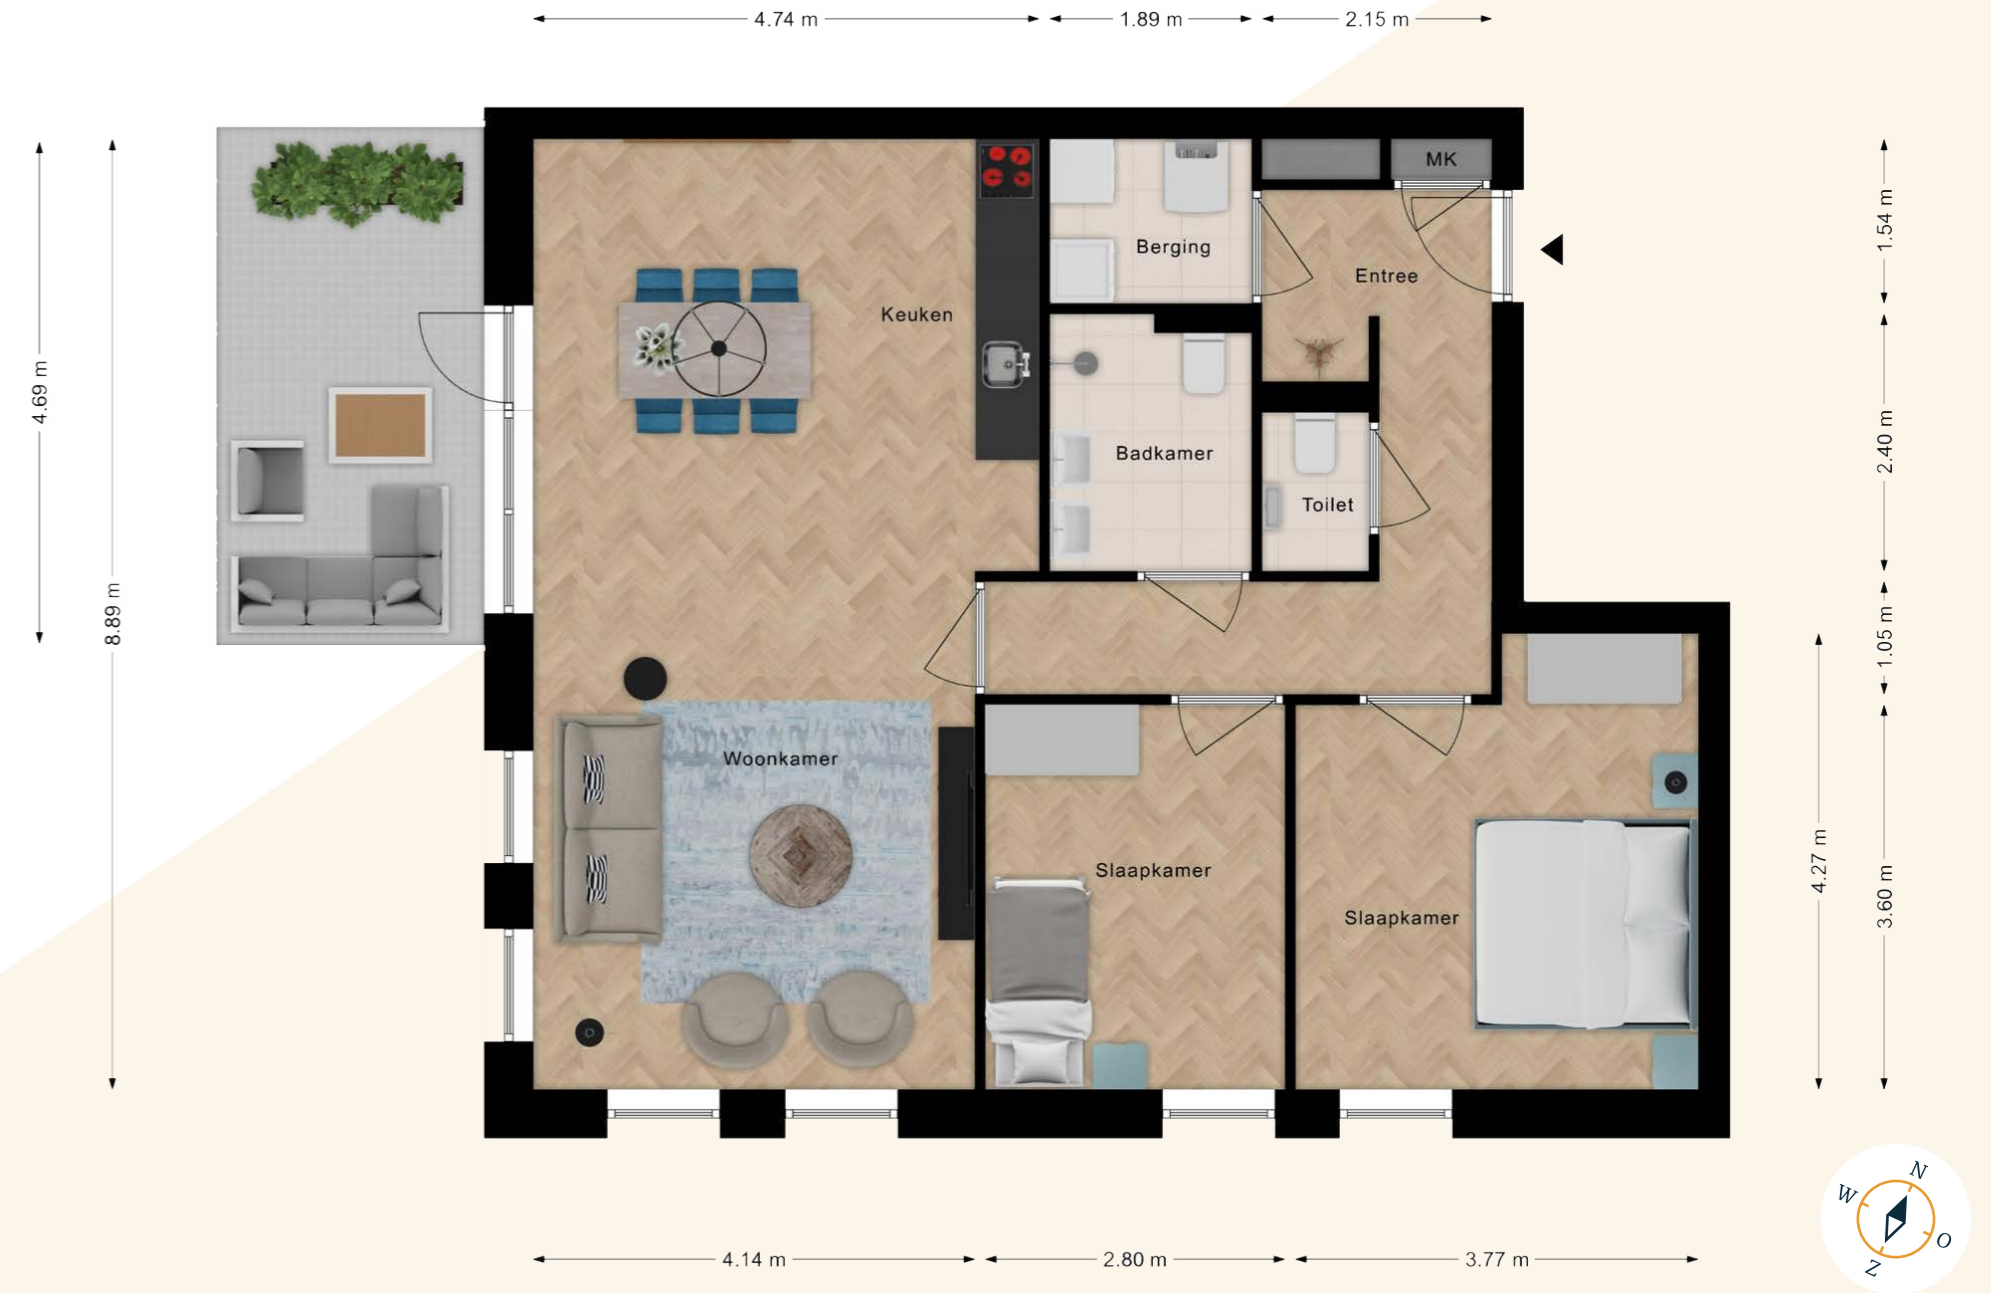 4.74 m
1.89 m
2.15 m
MK
Berging
Entree
Keuken
1.54 m
4.69 m
8.89 m
Badkamer
Toilet
2.40 m
1.05 m
Woonkamer
Slaapkamer
Slaapkamer
4.27 m
3.60 m
N
W
O
Z
4.14 m
2.80 m
3.77 m